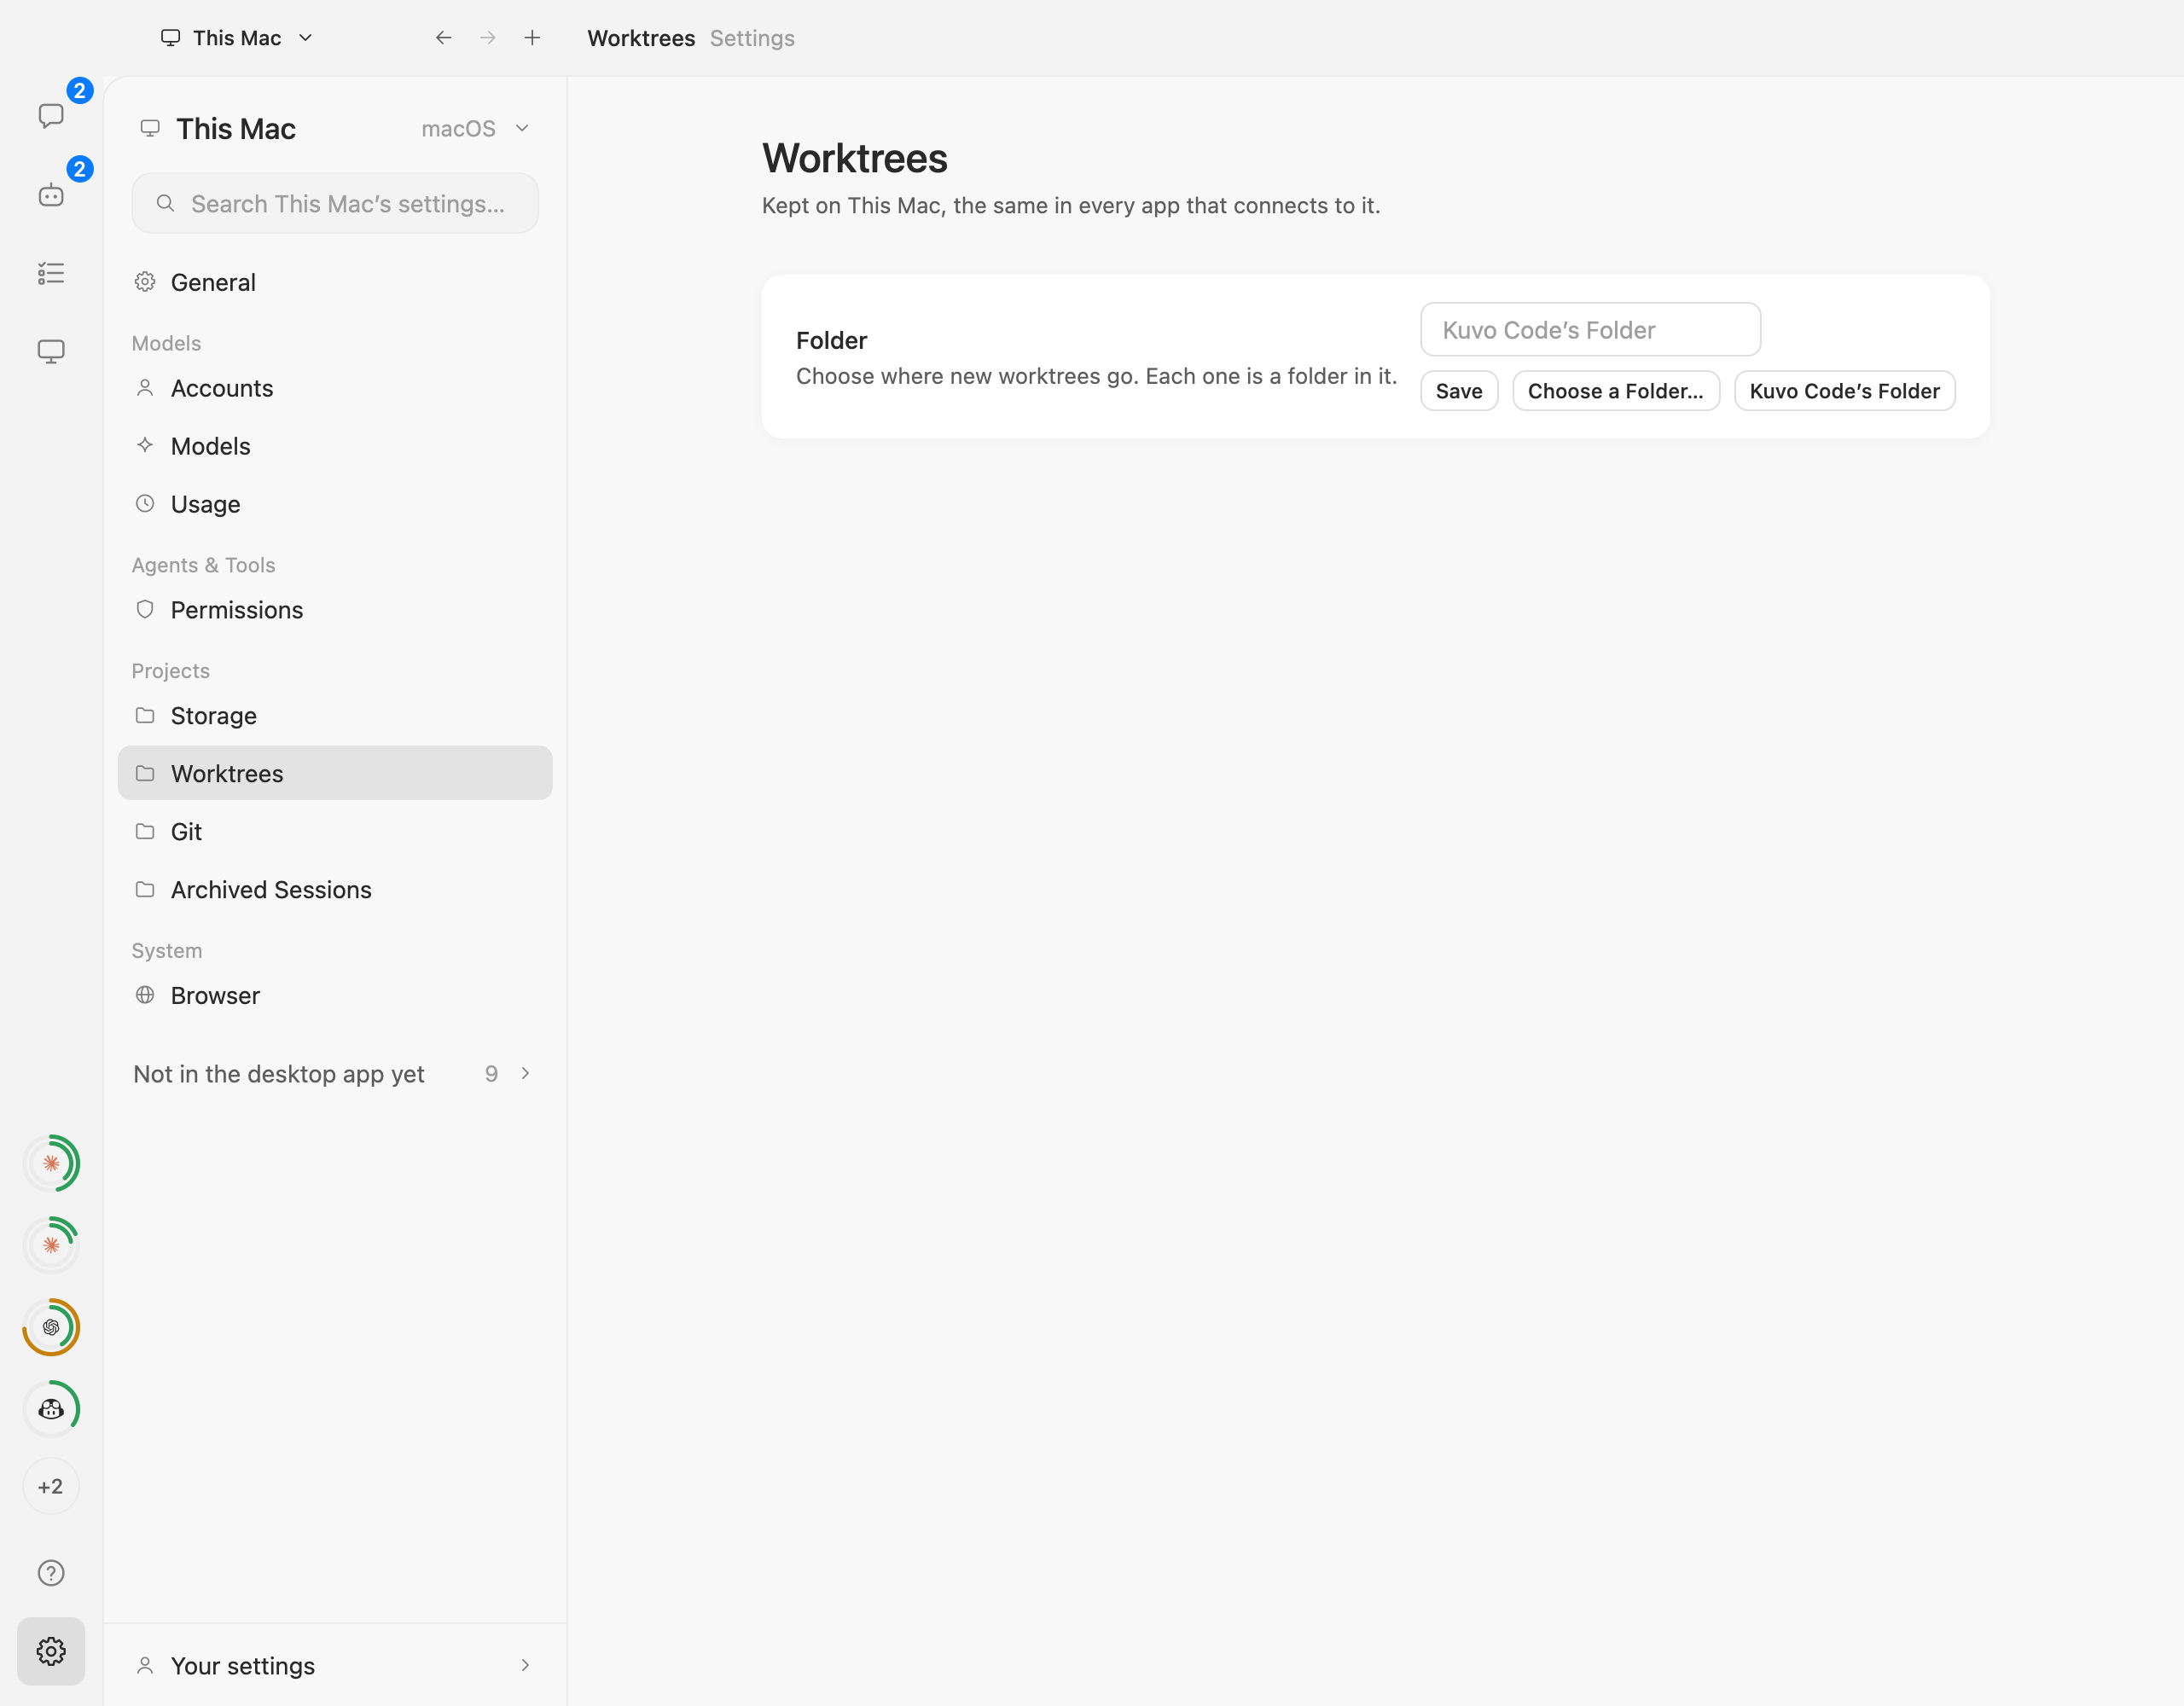 This Mac
Worktrees Settings
2
2
This Mac macOS
Search This Mac’s settings...
General
Models
Accounts
Models
Usage
Agents & Tools
Permissions
Projects
Storage
Worktrees
Git
Archived Sessions
System
Browser
Not in the desktop app yet 9
+2
Your settings
Worktrees
Kept on This Mac, the same in every app that connects to it.
Folder
Choose where new worktrees go. Each one is a folder in it.
Kuvo Code’s Folder
Save Choose a Folder... Kuvo Code’s Folder